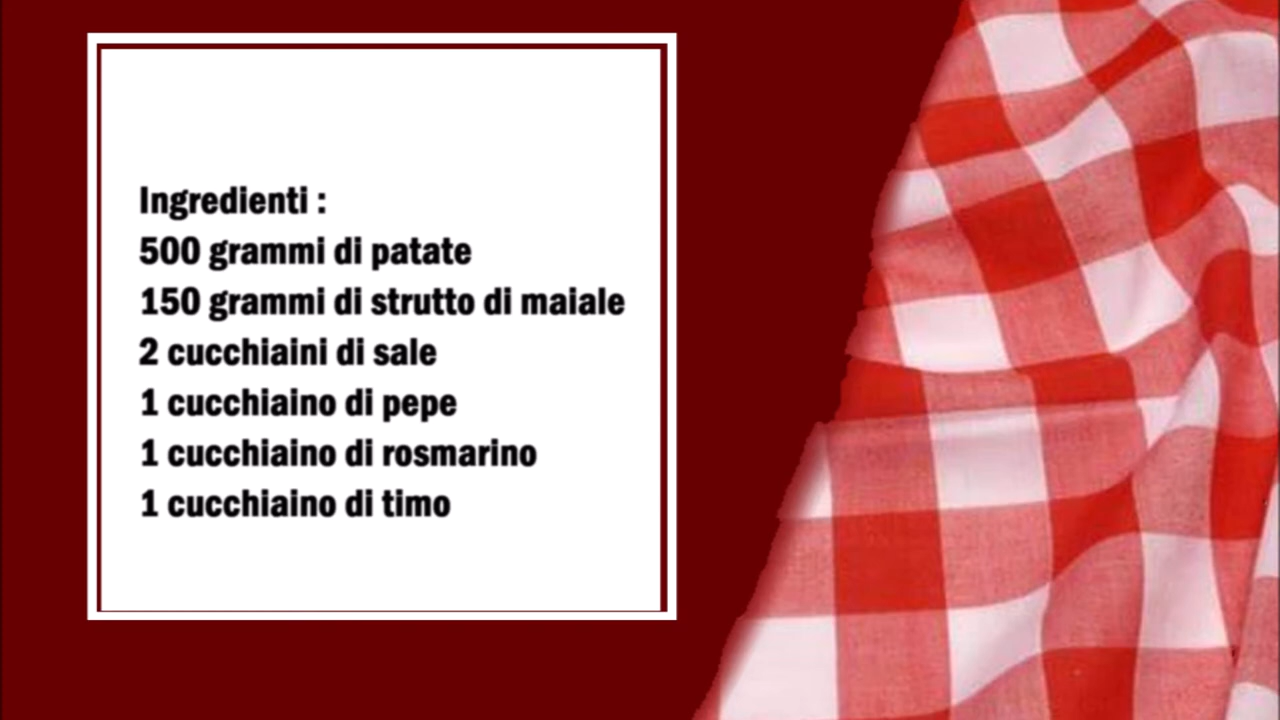 Ingredienti :
500 grammi di patate
150 grammi di strutto di maiale
2 cucchiaini di sale
1 cucchiaino di pepe
1 cucchiaino di rosmarino
1 cucchiaino di timo